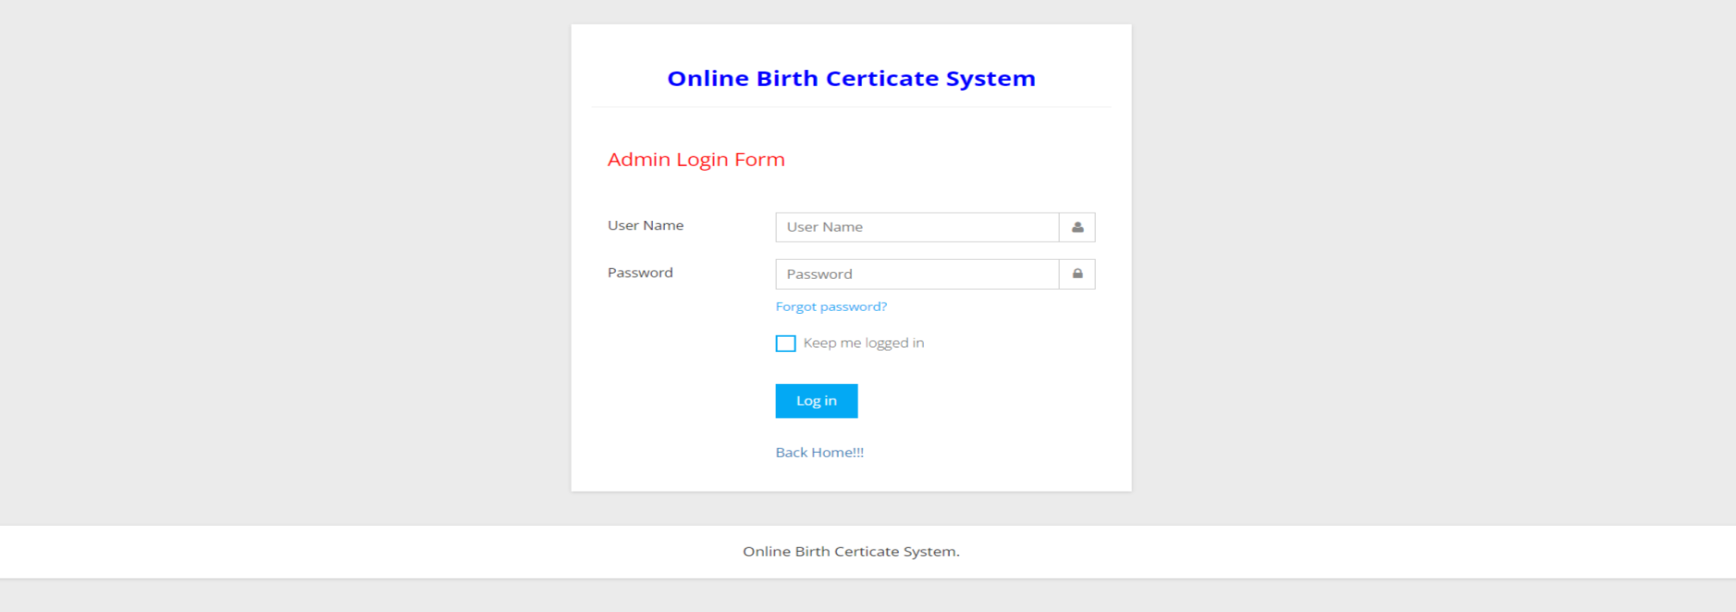 Online Birth Certicate System
Admin Login Form
User Name
User Name
Password
Password
Forgot password?
Keep me logged in
Log in
Back Home!!!
Online Birth Certicate System.